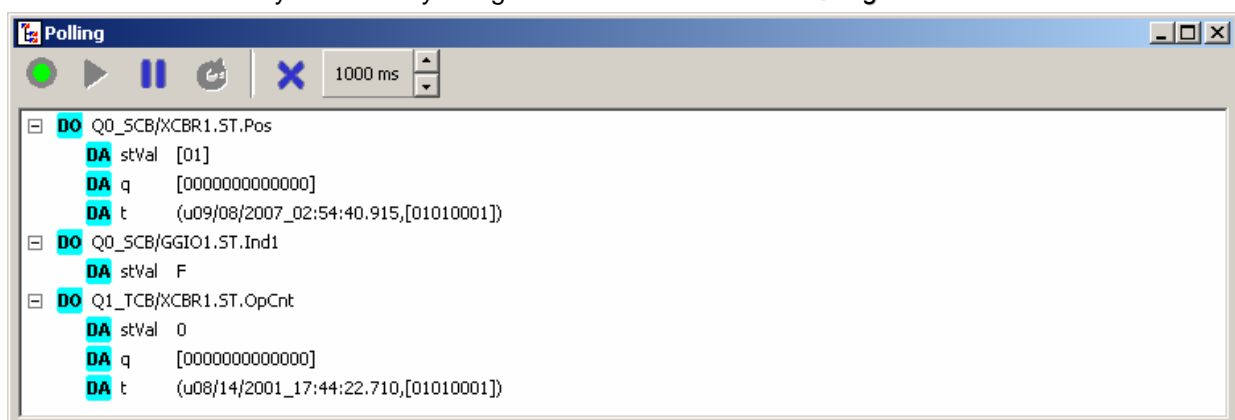 Polling
1000 ms
DO Q0_SCB/XCBR1.ST.Pos
DA stVal [01]
DA q [0000000000000]
DA t (u09/08/2007_02:54:40.915,[01010001])
DO Q0_SCB/GGIO1.ST.Ind1
DA stVal F
DO Q1_TCB/XCBR1.ST.OpCnt
DA stVal 0
DA q [0000000000000]
DA t (u08/14/2001_17:44:22.710,[01010001])